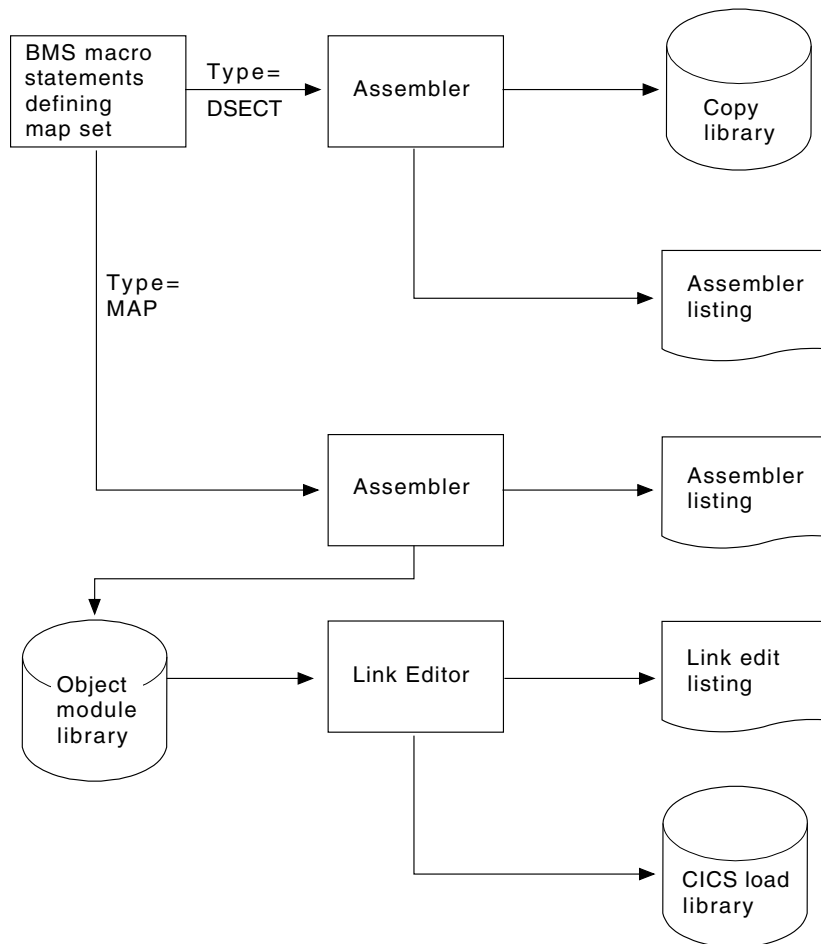 BMS macro
statements
defining
map set
Type=
DSECT
Assembler
Copy
library
Type=
MAP
Assembler
listing
Assembler
Assembler
listing
Object
module
library
Link Editor
Link edit
listing
CICS load
library